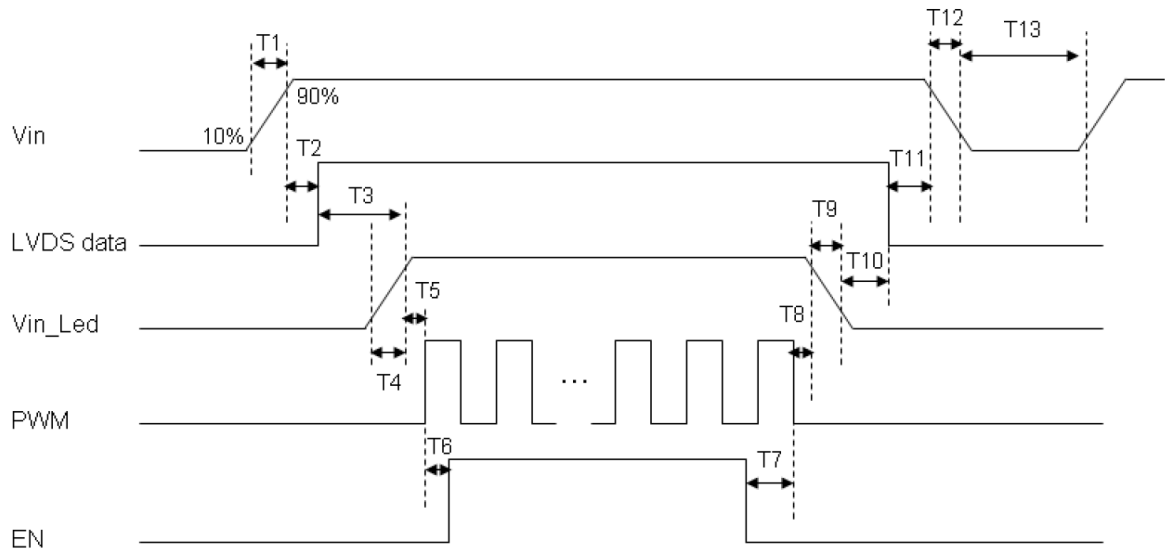 T12
T13
T1
90%
Vin
10%
T2
T11
T3
T9
LVDS data
T10
T5
Vin_Led
T8
T4
...
PWM
T6
T7
EN